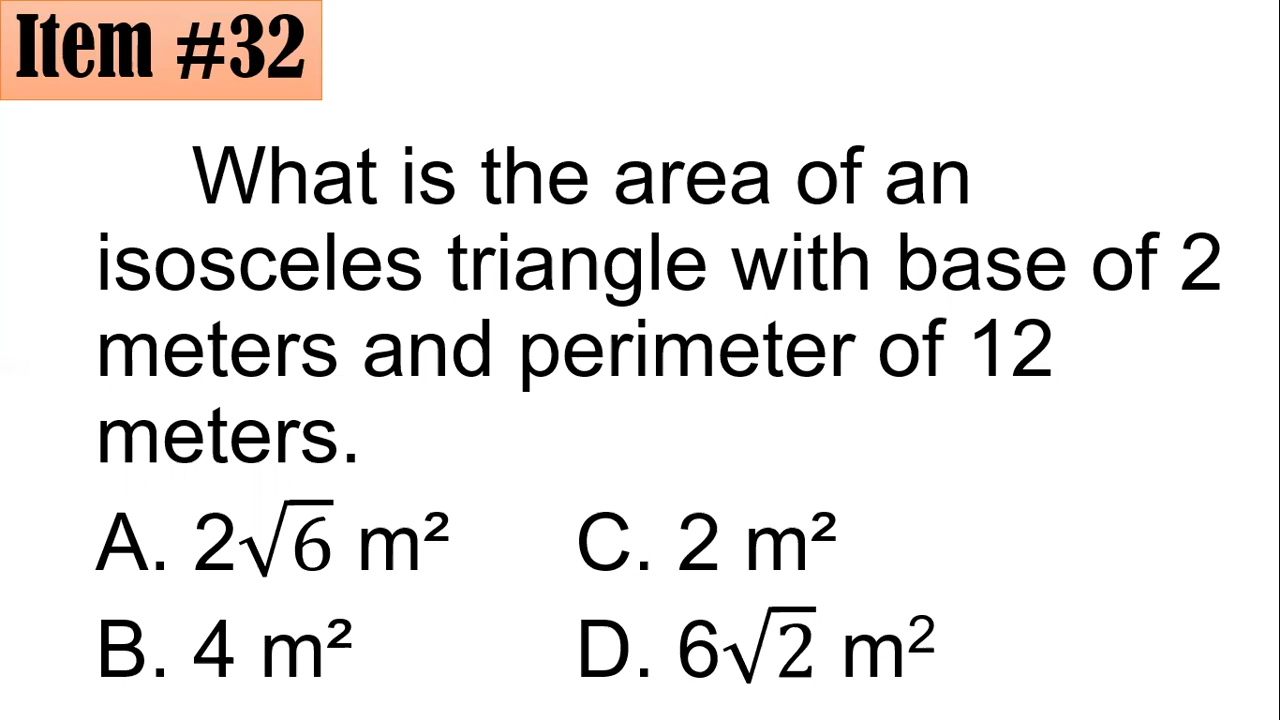 Item #32
What is the area of an
isosceles triangle with base of 2
meters and perimeter of 12
meters.
A. 2√6 m² C. 2 m²
B. 4 m² D. 6√2 m²